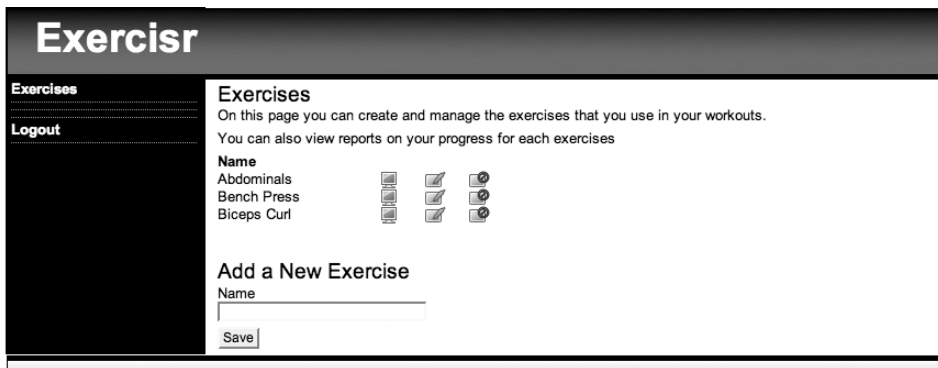 Exercisr
Exercises
Logout
Exercises
On this page you can create and manage the exercises that you use in your workouts.
You can also view reports on your progress for each exercises
Name
Abdominals
Bench Press
Biceps Curl
Add a New Exercise
Name
Save